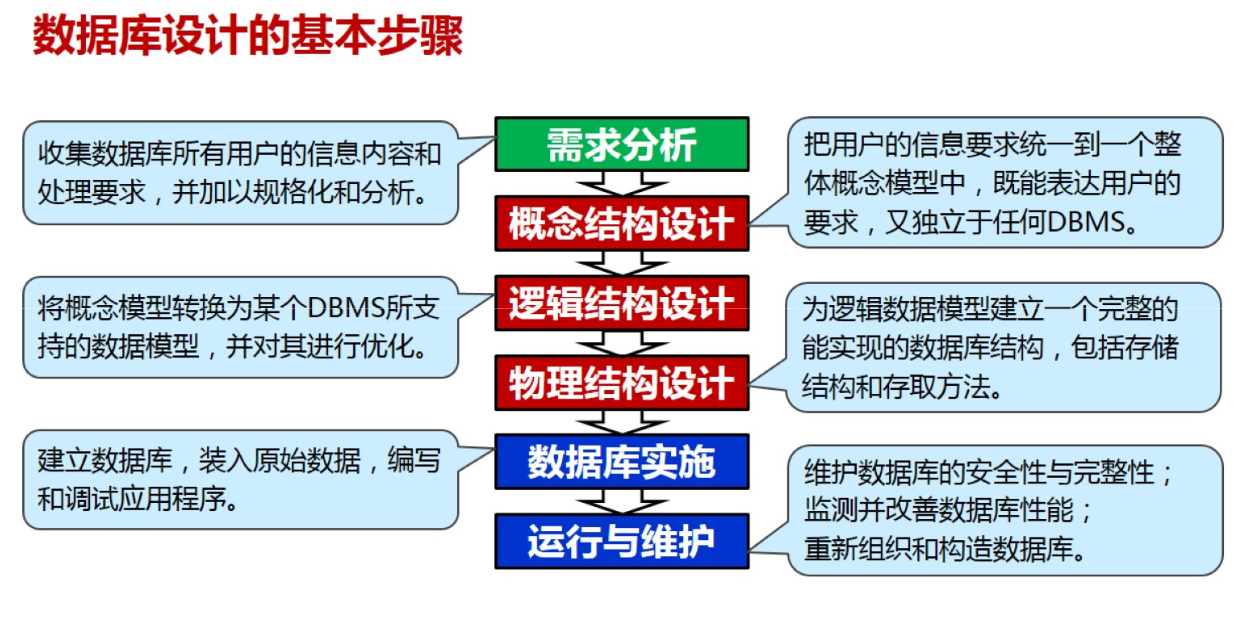 数据库设计的基本步骤
收集数据库所有用户的信息内容和
处理要求，并加以规格化和分析。
需求分析
把用户的信息要求统一到一个整
体概念模型中，既能表达用户的
要求，又独立于任何DBMS。
概念结构设计
将概念模型转换为某个DBMS所支
持的数据模型，并对其进行优化。
逻辑结构设计
为逻辑数据模型建立一个完整的
能实现的数据库结构，包括存储
结构和存取方法。
物理结构设计
建立数据库，装入原始数据，编写
和调试应用程序。
数据库实施
维护数据库的安全性与完整性；
监测并改善数据库性能；
重新组织和构造数据库。
运行与维护